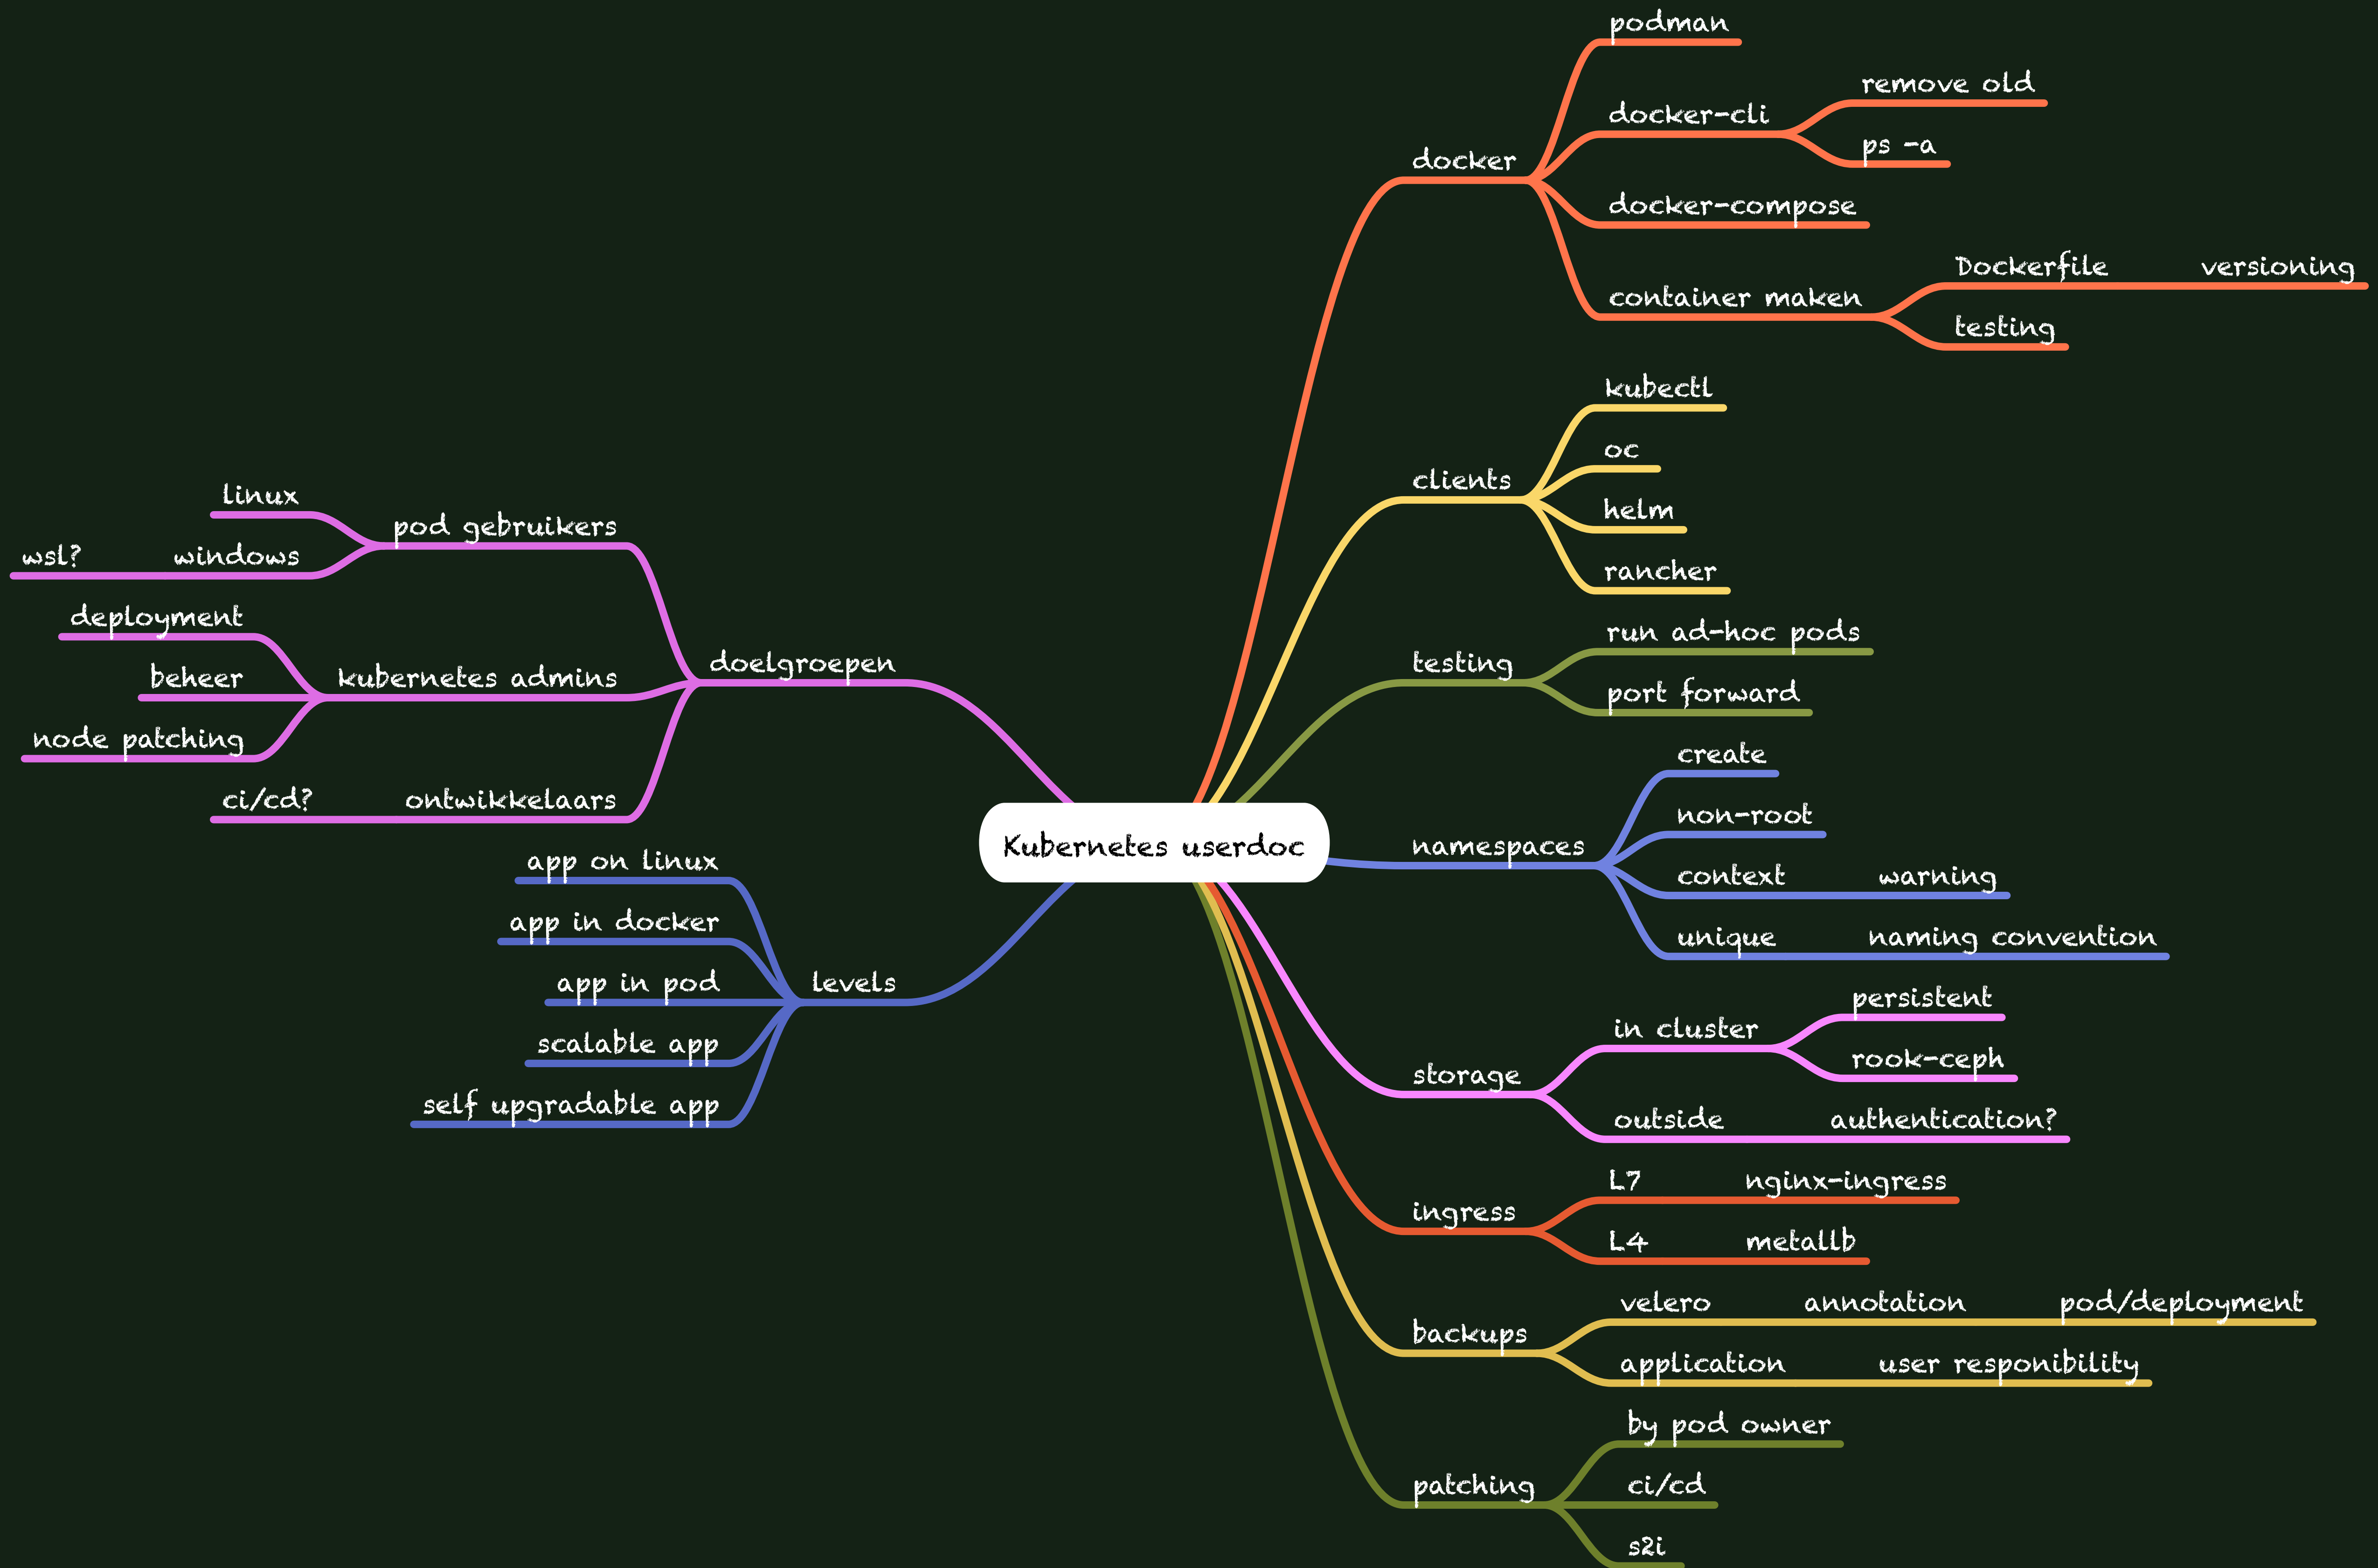 Kubernetes userdoc
docker
podman
docker-cli
remove old
ps -a
docker-compose
container maken
Dockerfile
versioning
testing
clients
kubectl
oc
helm
rancher
testing
run ad-hoc pods
port forward
namespaces
create
non-root
context
warning
unique
naming convention
storage
in cluster
persistent
rook-ceph
outside
authentication?
ingress
L7
nginx-ingress
L4
metallb
backups
velero
annotation
pod/deployment
application
user responibility
patching
by pod owner
ci/cd
s2i
doelgroepen
pod gebruikers
linux
windows
wsl?
kubernetes admins
deployment
beheer
node patching
ontwikkelaars
ci/cd?
levels
app on linux
app in docker
app in pod
scalable app
self upgradable app